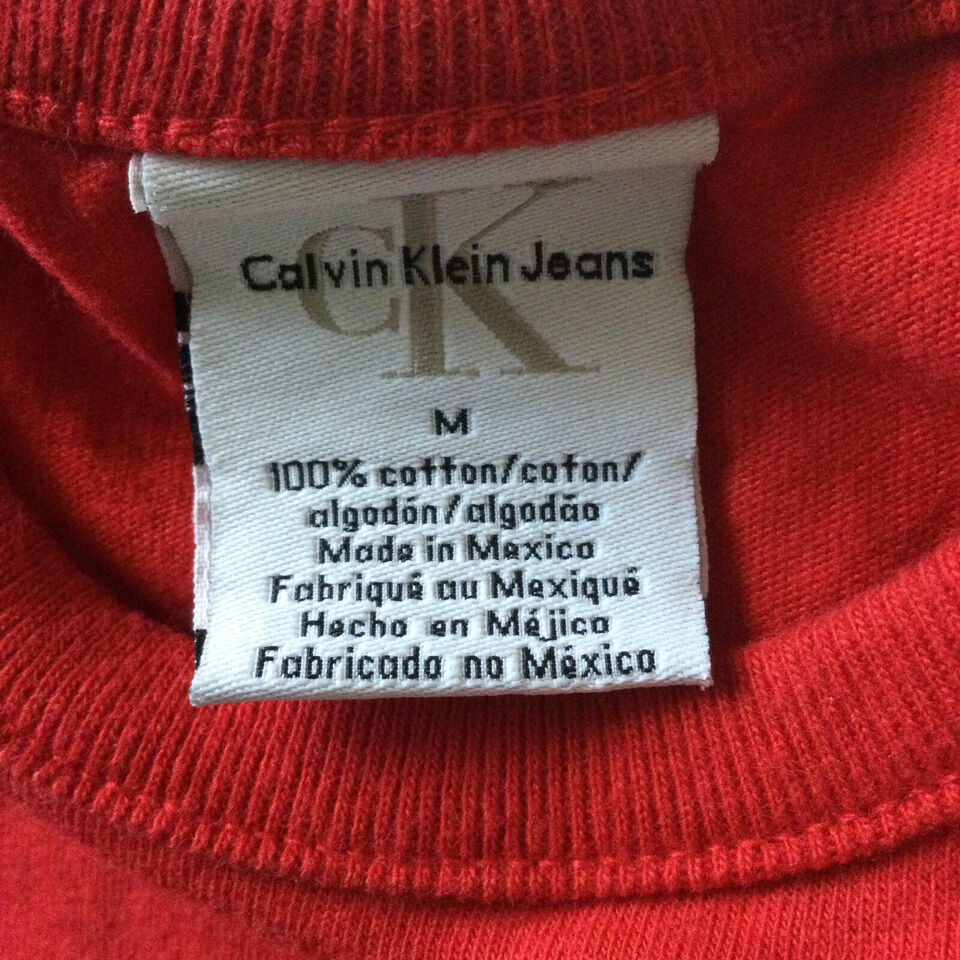 CK
Calvin Klein Jeans
M
100% cotton/coton/
algodón/algodão
Made in Mexico
Fabriqué au Mexiqué
Hecho en Méjico
Fabricado no México